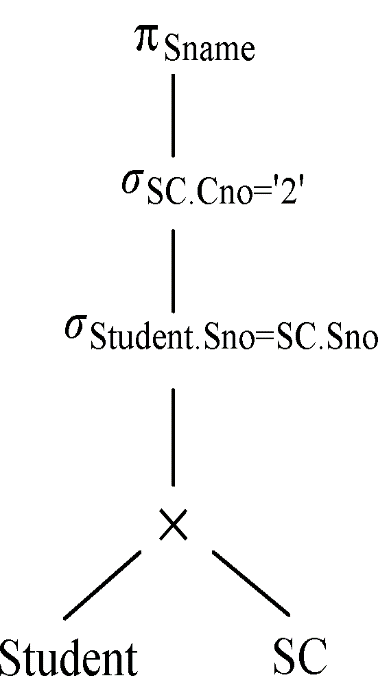 πSname
σSC.Cno='2'
σStudent.Sno=SC.Sno
×
Student SC